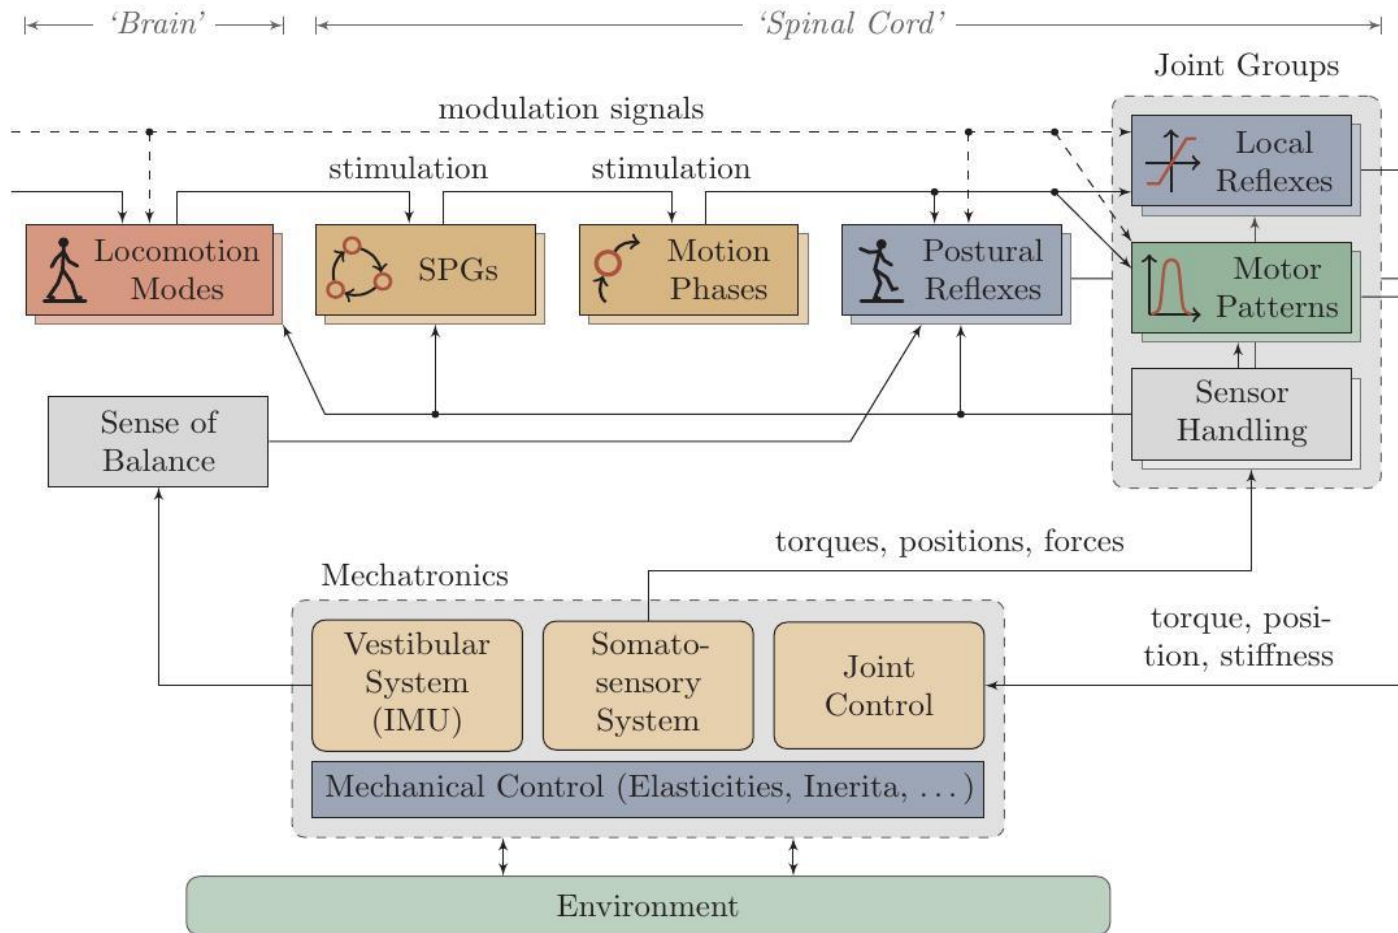 ‘Brain’
‘Spinal Cord’
Joint Groups
modulation signals
stimulation
stimulation
Local
Reflexes
Locomotion
Modes
SPGs
Motion
Phases
Postural
Reflexes
Motor
Patterns
Sensor
Handling
Sense of
Balance
torques, positions, forces
Mechatronics
torque, posi-
tion, stiffness
Vestibular
System
(IMU)
Somato-
sensory
System
Joint
Control
Mechanical Control (Elasticities, Inerita, . . . )
Environment